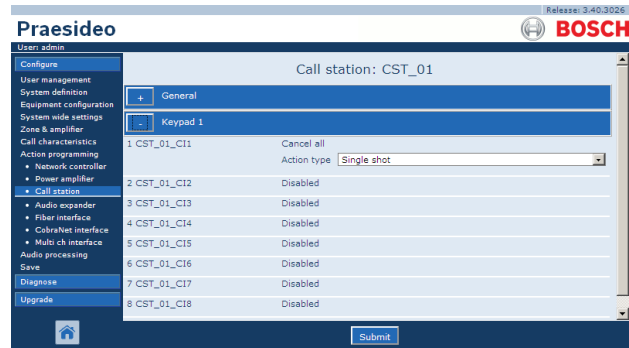 Release: 3.40.3026
Praesideo
BOSCH
User: admin
Configure
User management
System definition
Equipment configuration
System wide settings
Zone & amplifier
Call characteristics
Action programming
• Network controller
• Power amplifier
• Call station
• Audio expander
• Fiber interface
• CobraNet interface
• Multi ch interface
Audio processing
Save
Diagnose
Upgrade
Call station: CST_01
+ General
- Keypad 1
1 CST_01_CI1 Cancel all
Action type Single shot
2 CST_01_CI2 Disabled
3 CST_01_CI3 Disabled
4 CST_01_CI4 Disabled
5 CST_01_CI5 Disabled
6 CST_01_CI6 Disabled
7 CST_01_CI7 Disabled
8 CST_01_CI8 Disabled
Submit